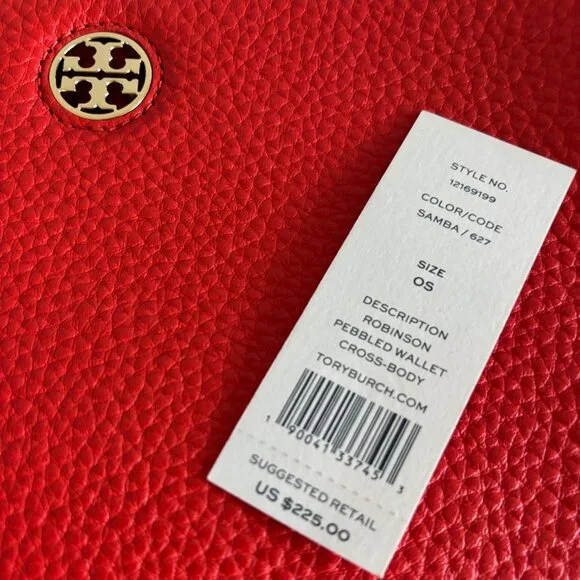 STYLE NO.
12169199
COLOR/CODE
SAMBA / 627
SIZE
OS
DESCRIPTION
ROBINSON
PEBBLED WALLET
CROSS-BODY
TORYBURCH.COM
1 90041 33745 3
SUGGESTED RETAIL
US $225.00